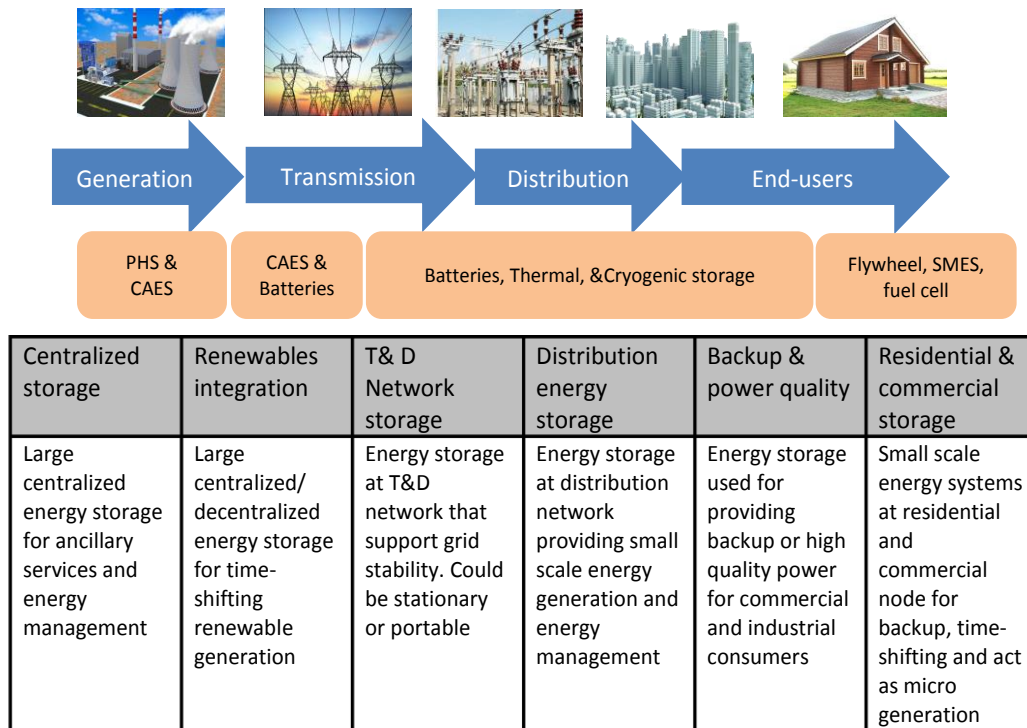 Generation
Transmission
Distribution
End-users
PHS &
CAES
CAES &
Batteries
Batteries, Thermal, &Cryogenic storage
Flywheel, SMES,
fuel cell
Centralized
storage
Renewables
integration
T& D
Network
storage
Distribution
energy
storage
Backup &
power quality
Residential &
commercial
storage
Large
centralized
energy storage
for ancillary
services and
energy
management
Large
centralized/
decentralized
energy storage
for time-
shifting
renewable
generation
Energy storage
at T&D
network that
support grid
stability. Could
be stationary
or portable
Energy storage
at distribution
network
providing small
scale energy
generation and
energy
management
Energy storage
used for
providing
backup or high
quality power
for commercial
and industrial
consumers
Small scale
energy systems
at residential
and
commercial
node for
backup, time-
shifting and act
as micro
generation